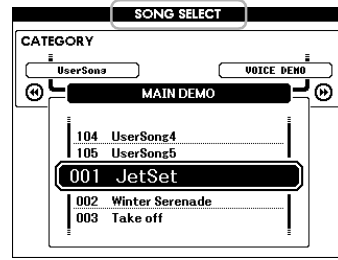 SONG SELECT
CATEGORY
UserSong VOICE DEMO
MAIN DEMO
104 UserSong4
105 UserSong5
001 JetSet
002 Winter Serenade
003 Take off